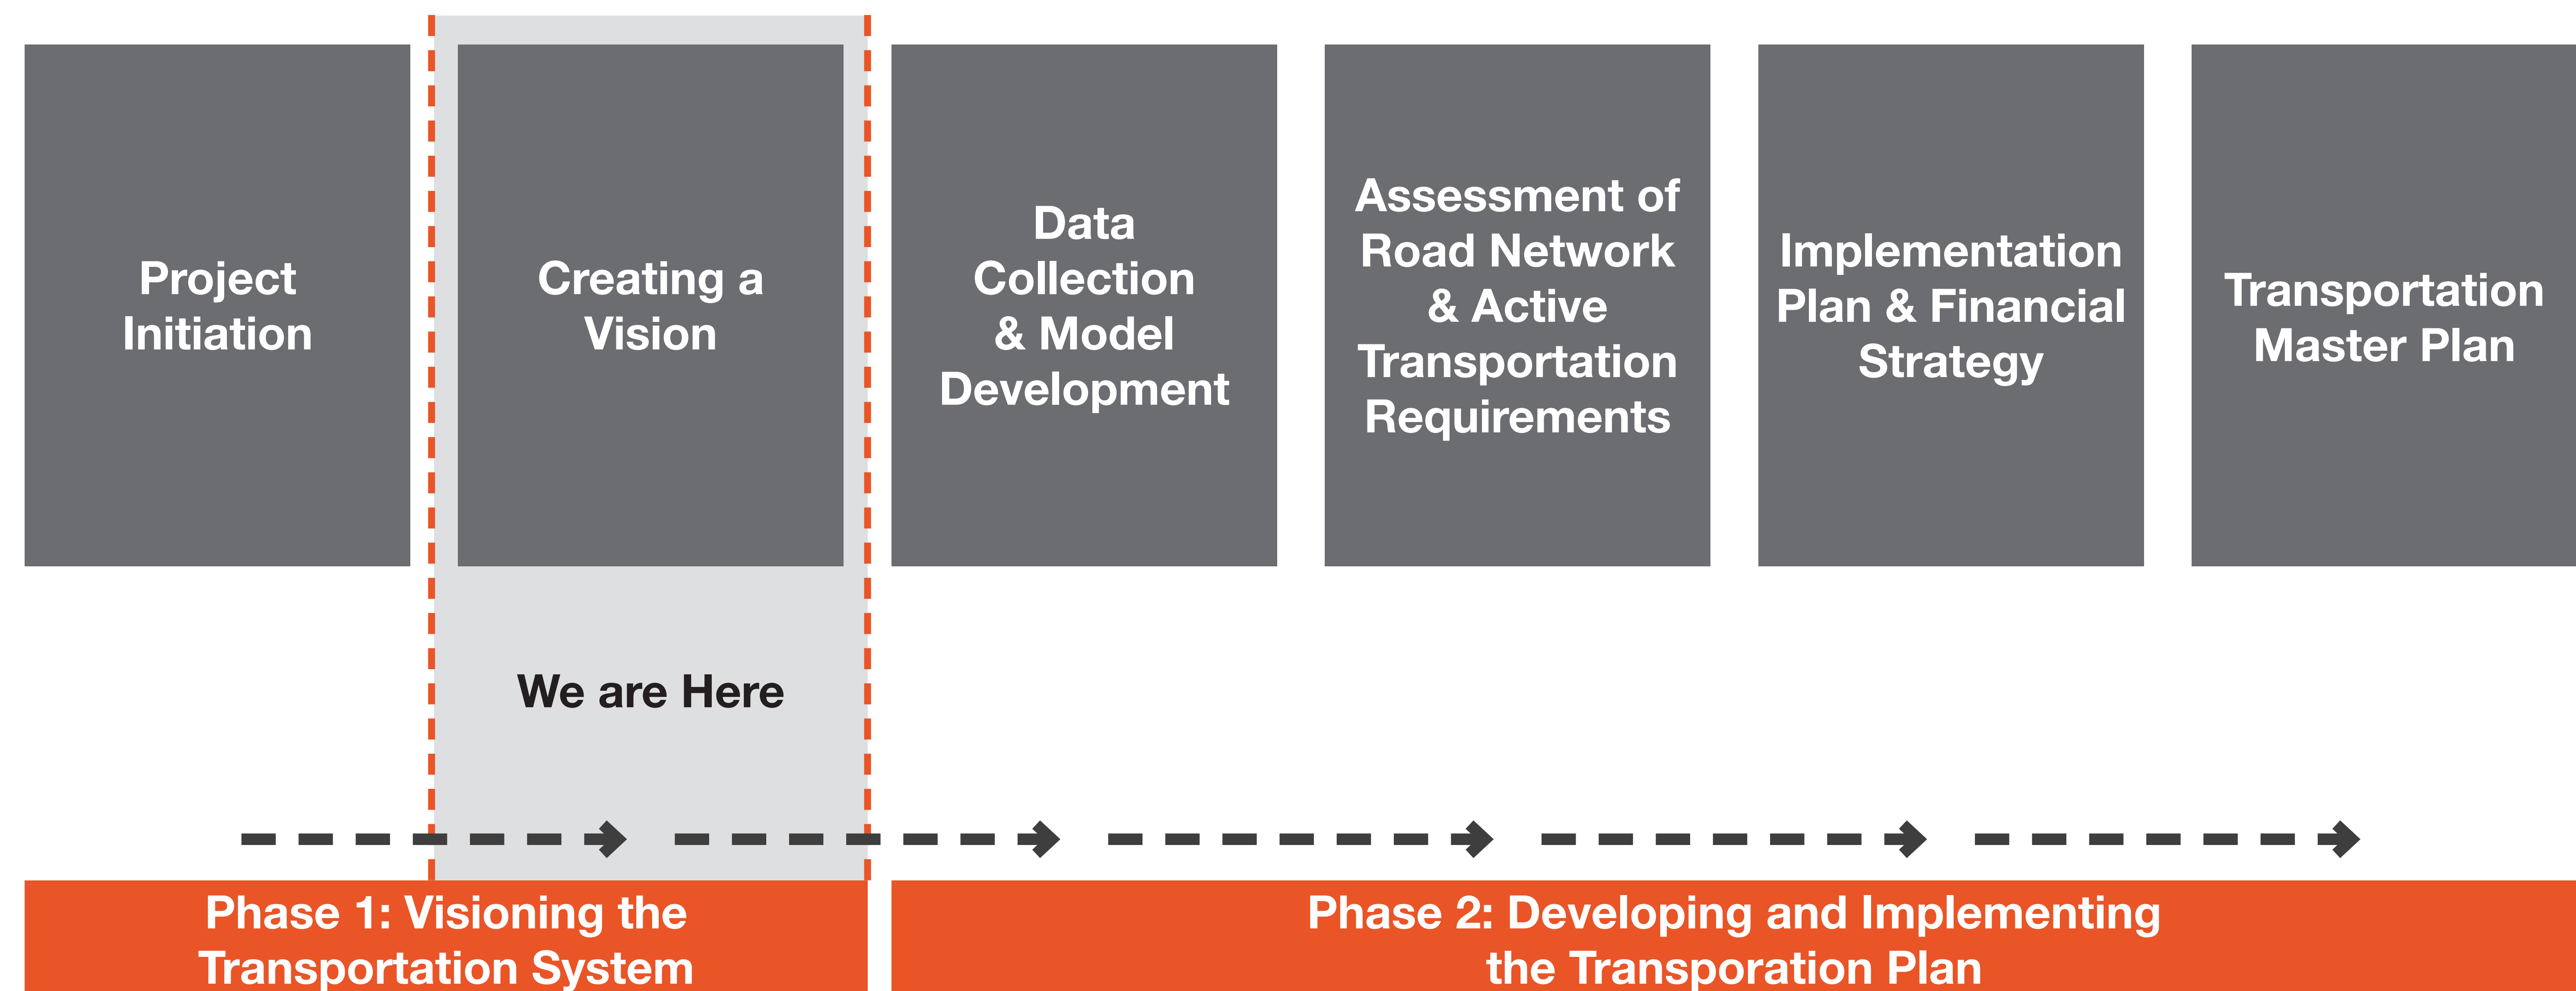 Project
Initiation
Creating a
Vision
Data
Collection
& Model
Development
Assessment of
Road Network
& Active
Transportation
Requirements
Implementation
Plan & Financial
Strategy
Transportation
Master Plan
We are Here
Phase 1: Visioning the
Transportation System
Phase 2: Developing and Implementing
the Transporation Plan